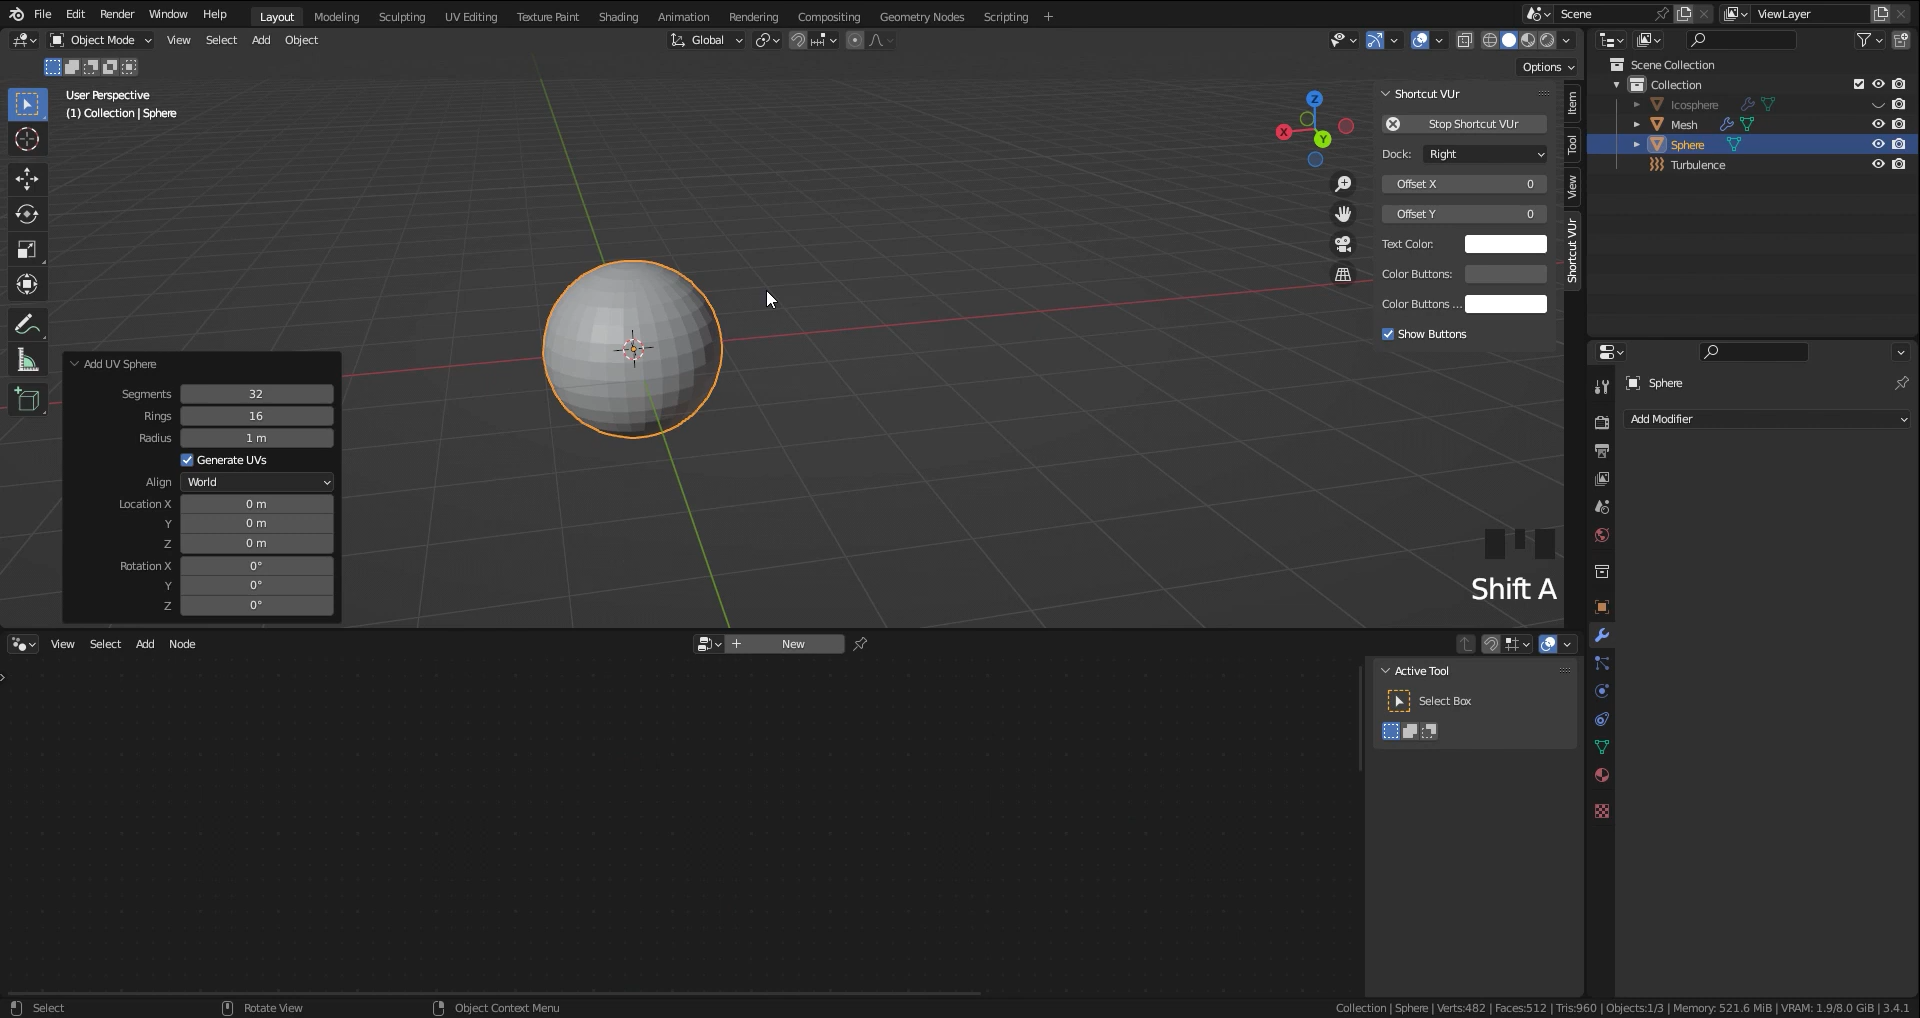 File Edit Render Window Help Layout Modeling Sculpting UV Editing Texture Paint Shading Animation Rendering Compositing Geometry Nodes Scripting + Scene ViewLayer
Object Mode View Select Add Object Global
Options
User Perspective
(1) Collection | Sphere
X
Y
Z
Shortcut VUr
Stop Shortcut VUr
Dock: Right
Offset X 0
Offset Y 0
Text Color:
Color Buttons:
Color Buttons ...
Show Buttons
Item
Tool
View
Shortcut VUr
Add UV Sphere
Segments 32
Rings 16
Radius 1 m
Generate UVs
Align World
Location X 0 m
Y 0 m
Z 0 m
Rotation X 0°
Y 0°
Z 0°
Shift A
Scene Collection
Collection
Icosphere
Mesh
Sphere
Turbulence
Sphere
Add Modifier
View Select Add Node + New
Active Tool
Select Box
Select Rotate View Object Context Menu Collection | Sphere | Verts:482 | Faces:512 | Tris:960 | Objects:1/3 | Memory: 521.6 MiB | VRAM: 1.9/8.0 GiB | 3.4.1